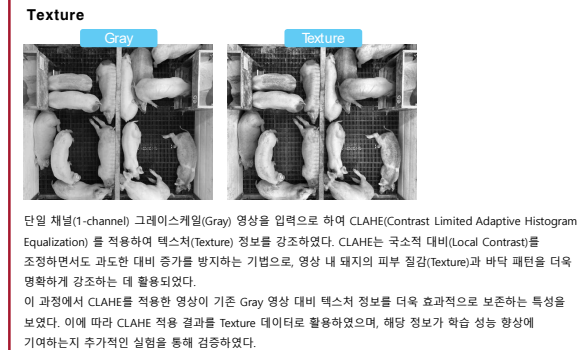 Texture
Gray
Texture
단일 채널(1-channel) 그레이스케일(Gray) 영상을 입력으로 하여 CLAHE(Contrast Limited Adaptive Histogram
Equalization) 를 적용하여 텍스처(Texture) 정보를 강조하였다. CLAHE는 국소적 대비(Local Contrast)를
조정하면서도 과도한 대비 증가를 방지하는 기법으로, 영상 내 돼지의 피부 질감(Texture)과 바닥 패턴을 더욱
명확하게 강조하는 데 활용되었다.
이 과정에서 CLAHE를 적용한 영상이 기존 Gray 영상 대비 텍스처 정보를 더욱 효과적으로 보존하는 특성을
보였다. 이에 따라 CLAHE 적용 결과를 Texture 데이터로 활용하였으며, 해당 정보가 학습 성능 향상에
기여하는지 추가적인 실험을 통해 검증하였다.